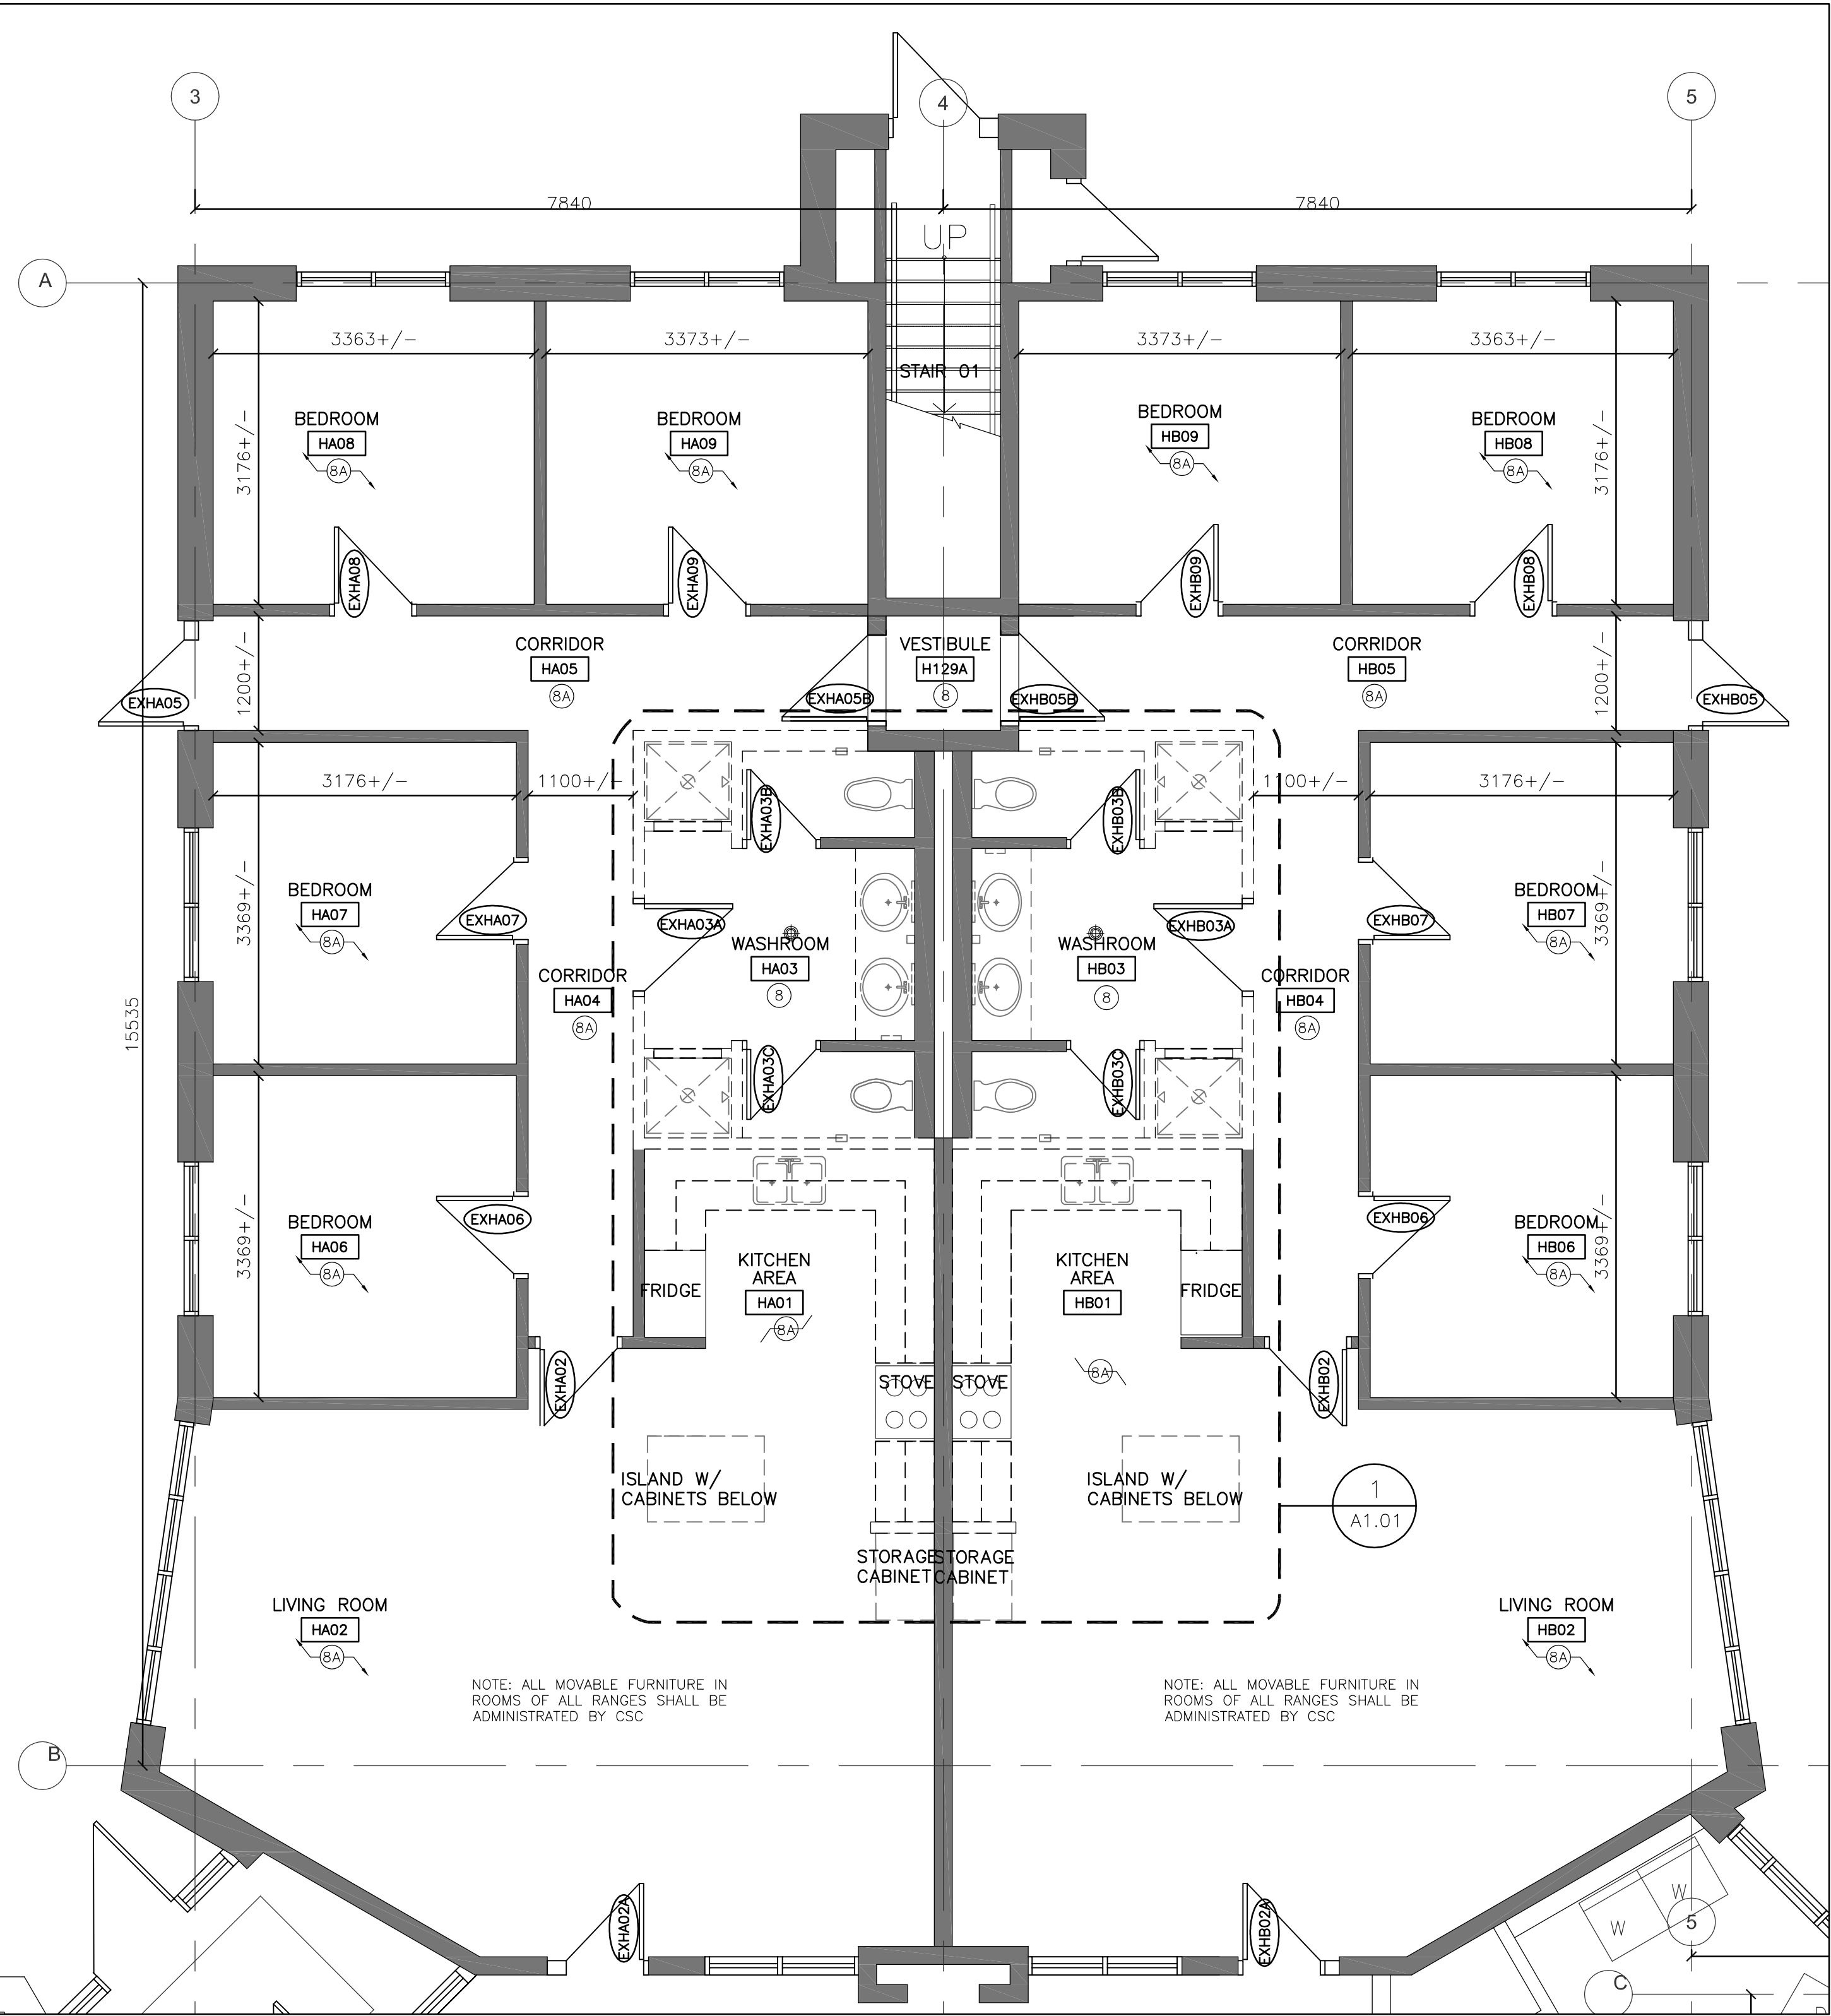 3
4
5
7840
7840
UP
A
3363+/-
3373+/-
3373+/-
3363+/-
STAIR 01
BEDROOM
HA08
8A
BEDROOM
HA09
8A
BEDROOM
HB09
8A
BEDROOM
HB08
8A
3176+/-
3176+/-
EXHA08
EXHA09
EXHB09
EXHB08
CORRIDOR
HA05
8A
VESTIBULE
H129A
8
CORRIDOR
HB05
8A
1200+/-
1200+/-
EXHA05
EXHA05B
EXHB05B
EXHB05
3176+/-
1100+/-
1100+/-
3176+/-
EXHA03B
EXHB03B
BEDROOM
HA07
8A
3369+/-
EXHA07
EXHA03A
EXHB03A
EXHB07
BEDROOM
HB07
8A
3369+/-
WASHROOM
HA03
8
WASHROOM
HB03
8
CORRIDOR
HA04
8A
CORRIDOR
HB04
8A
15535
EXHA03C
EXHB03C
BEDROOM
HA06
8A
3369+/-
EXHA06
EXHB06
BEDROOM
HB06
8A
3369+/-
KITCHEN
AREA
HA01
8A
KITCHEN
AREA
HB01
8A
FRIDGE
FRIDGE
EXHA02
EXHB02
STOVE
STOVE
ISLAND W/
CABINETS BELOW
ISLAND W/
CABINETS BELOW
1
A1.01
STORAGE
CABINET
STORAGE
CABINET
LIVING ROOM
HA02
8A
LIVING ROOM
HB02
8A
NOTE: ALL MOVABLE FURNITURE IN
ROOMS OF ALL RANGES SHALL BE
ADMINISTRATED BY CSC
NOTE: ALL MOVABLE FURNITURE IN
ROOMS OF ALL RANGES SHALL BE
ADMINISTRATED BY CSC
B
EXHA02A
EXHB02A
W
W
5
C